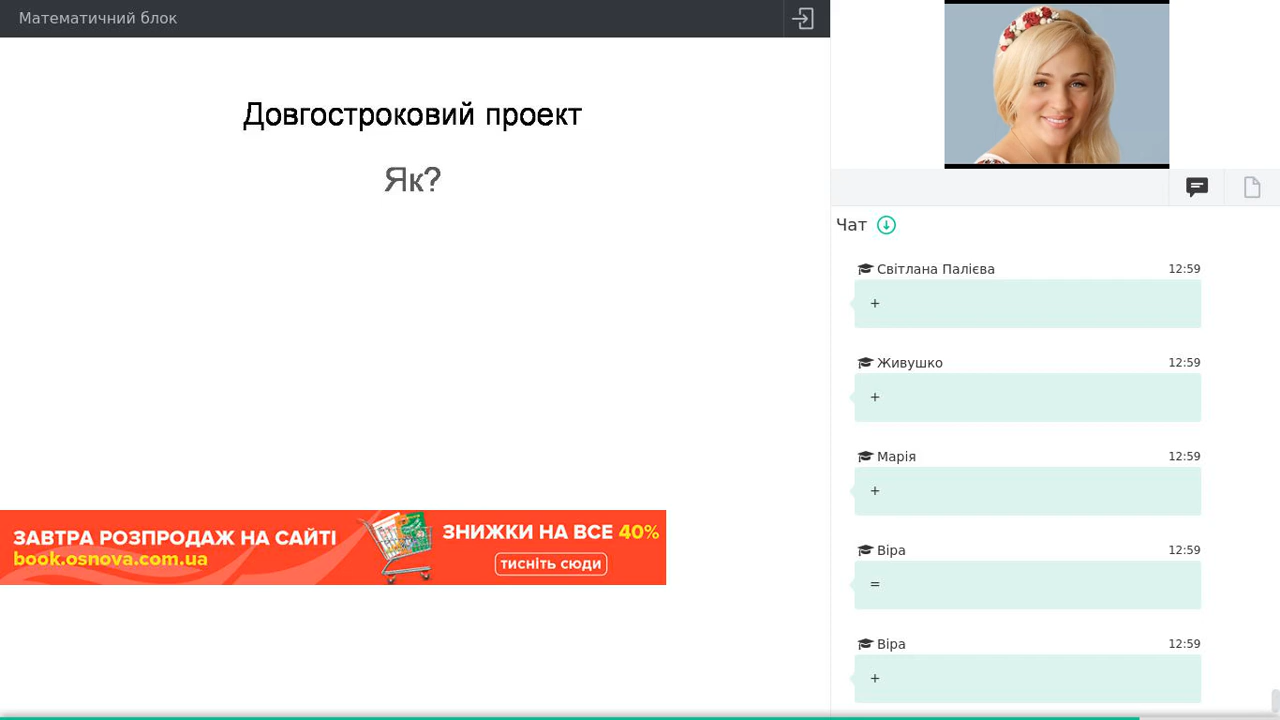 Математичний блок
Довгостроковий проект
Як?
ЗАВТРА РОЗПРОДАЖ НА САЙТІ
book.osnova.com.ua
ЗНИЖКИ НА ВСЕ 40%
тисніть сюди
Чат
Світлана Палієва 12:59
+
Живушко 12:59
+
Марія 12:59
+
Віра 12:59
=
Віра 12:59
+